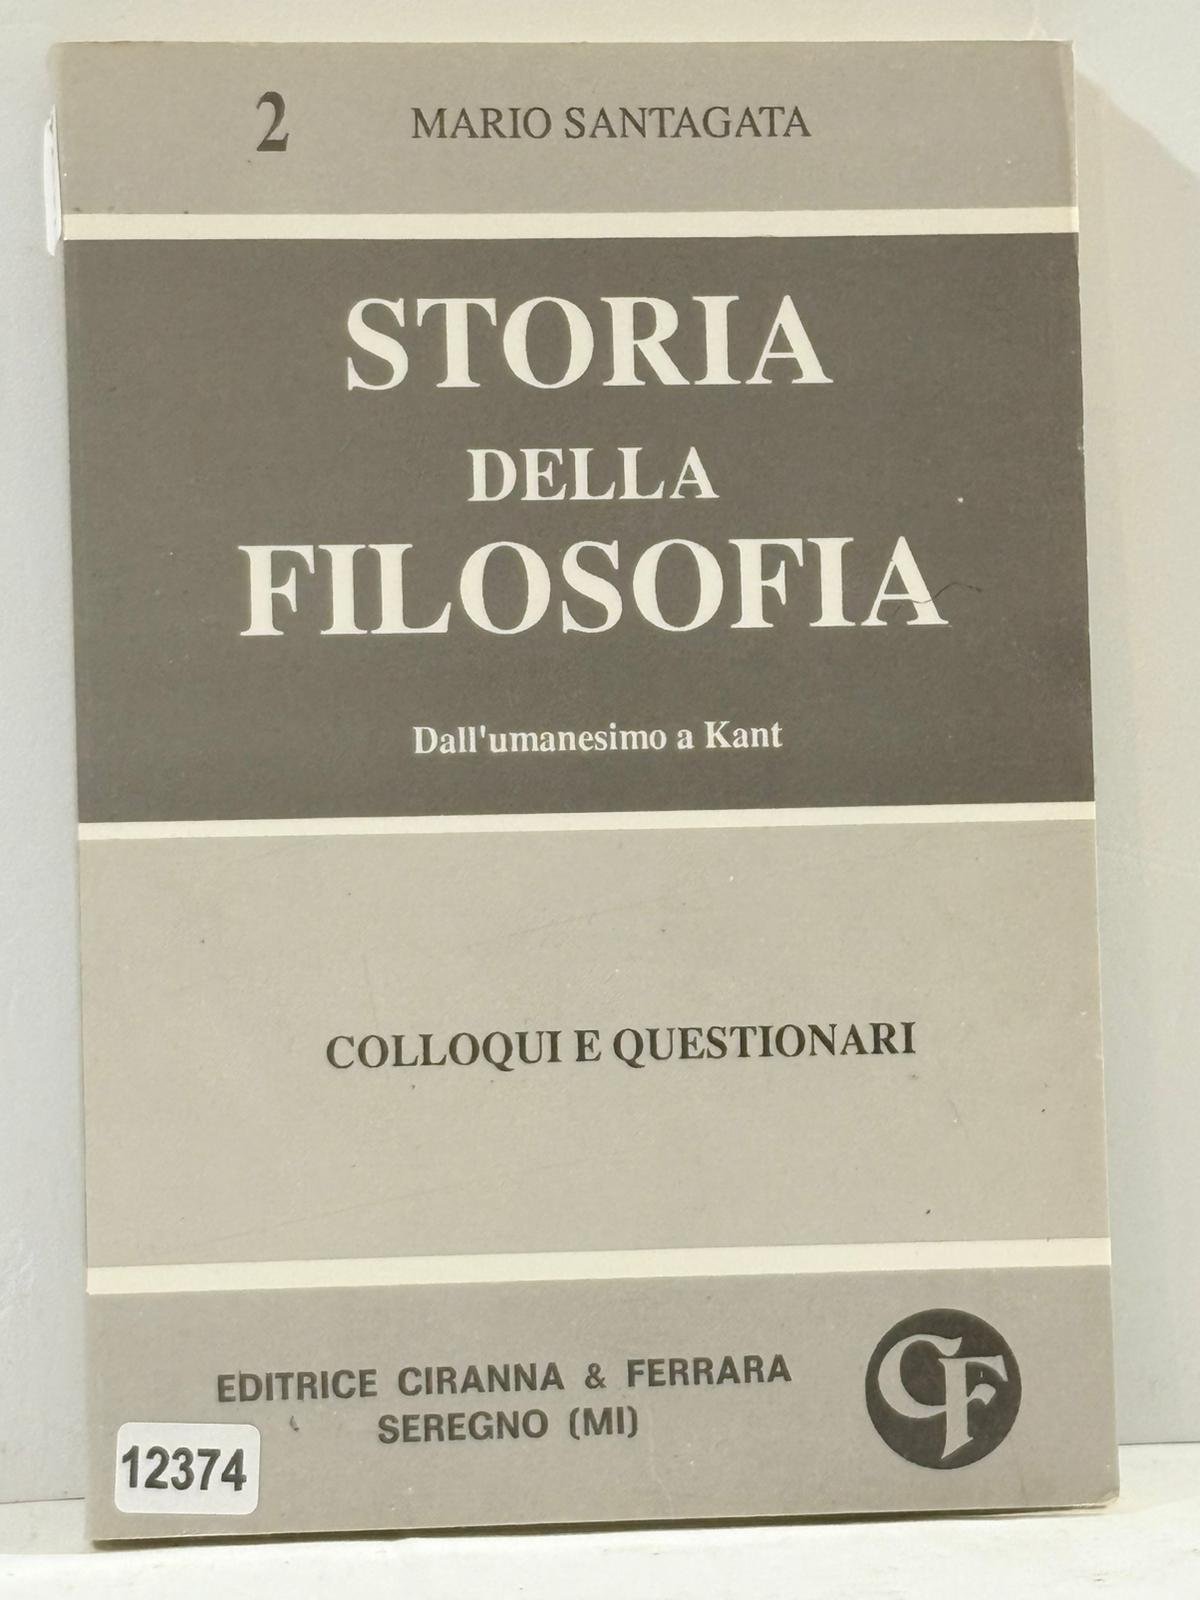 2 MARIO SANTAGATA
STORIA
DELLA
FILOSOFIA
Dall'umanesimo a Kant
COLLOQUI E QUESTIONARI
EDITRICE CIRANNA & FERRARA
SEREGNO (MI)
CF
12374